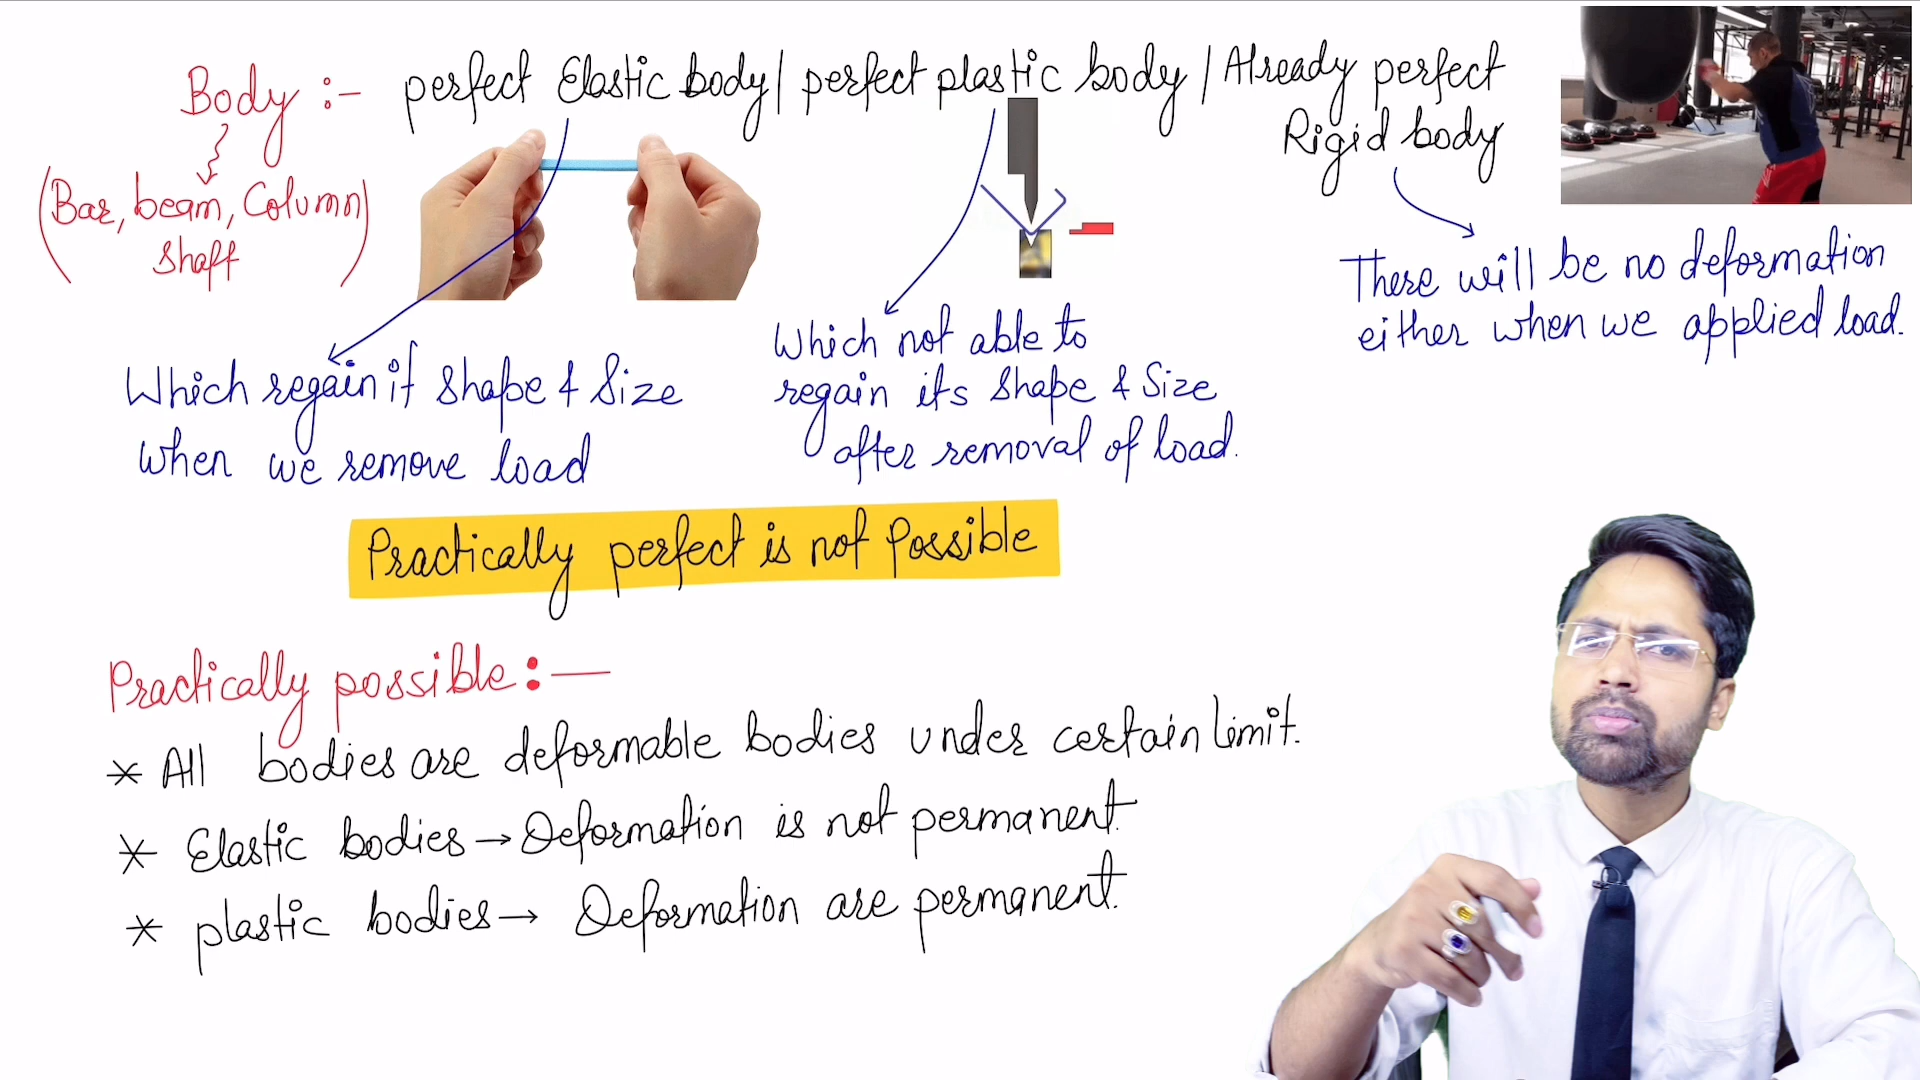 Body :- perfect Elastic body / perfect plastic body / Already perfect
Rigid body
(Bar, beam, Column
Shaft)
Which regain it Shape & Size
when we remove load
Which not able to
regain its Shape & Size
after removal of load.
There will be no deformation
either when we applied load.
Practically perfect is not Possible
Practically possible :—
* All bodies are deformable bodies under certain limit.
* Elastic bodies → Deformation is not permanent.
* plastic bodies → Deformation are permanent.